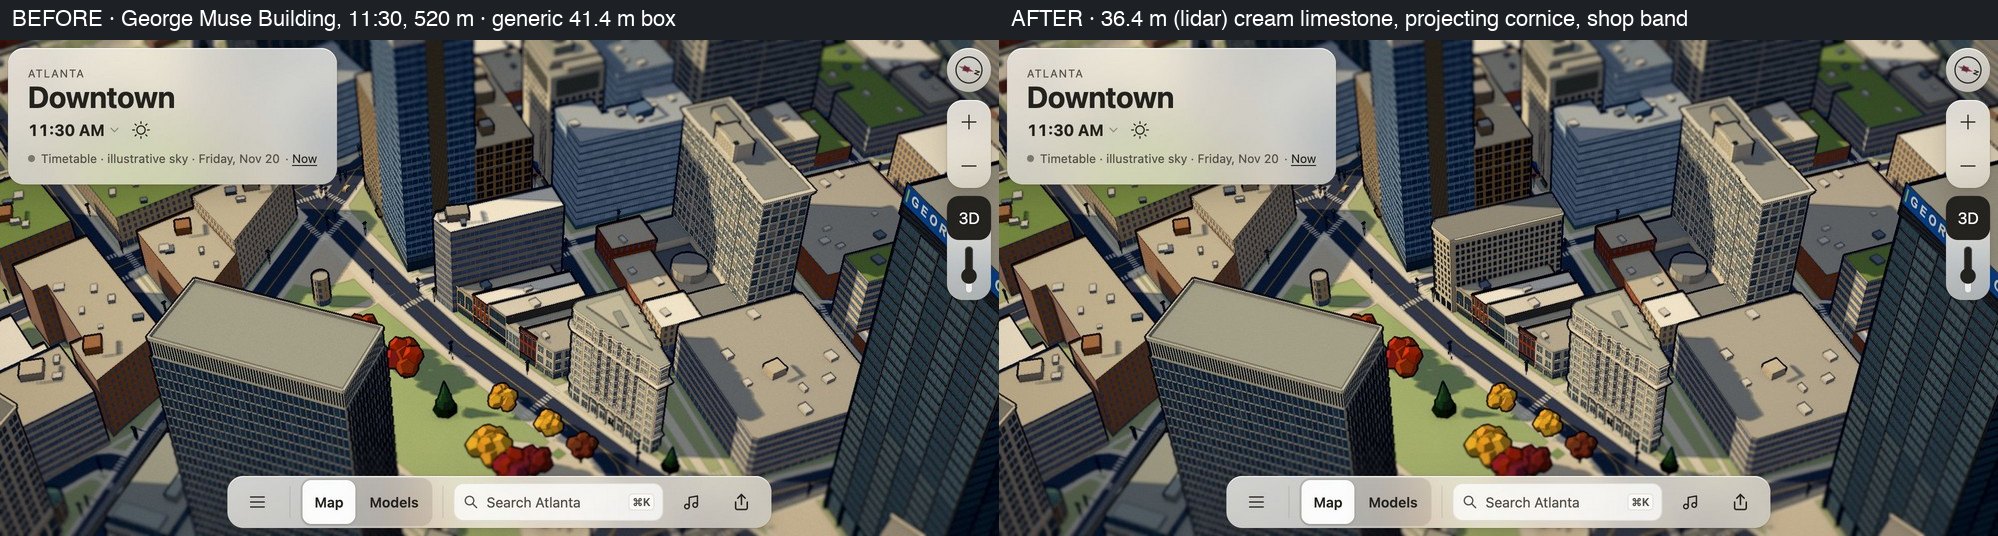 BEFORE · George Muse Building, 11:30, 520 m · generic 41.4 m box
ATLANTA
Downtown
11:30 AM
Timetable · illustrative sky · Friday, Nov 20 · Now
N
+
−
3D
GEOR
Map Models Search Atlanta ⌘K
AFTER · 36.4 m (lidar) cream limestone, projecting cornice, shop band
ATLANTA
Downtown
11:30 AM
Timetable · illustrative sky · Friday, Nov 20 · Now
N
+
−
3D
GEOR
Map Models Search Atlanta ⌘K